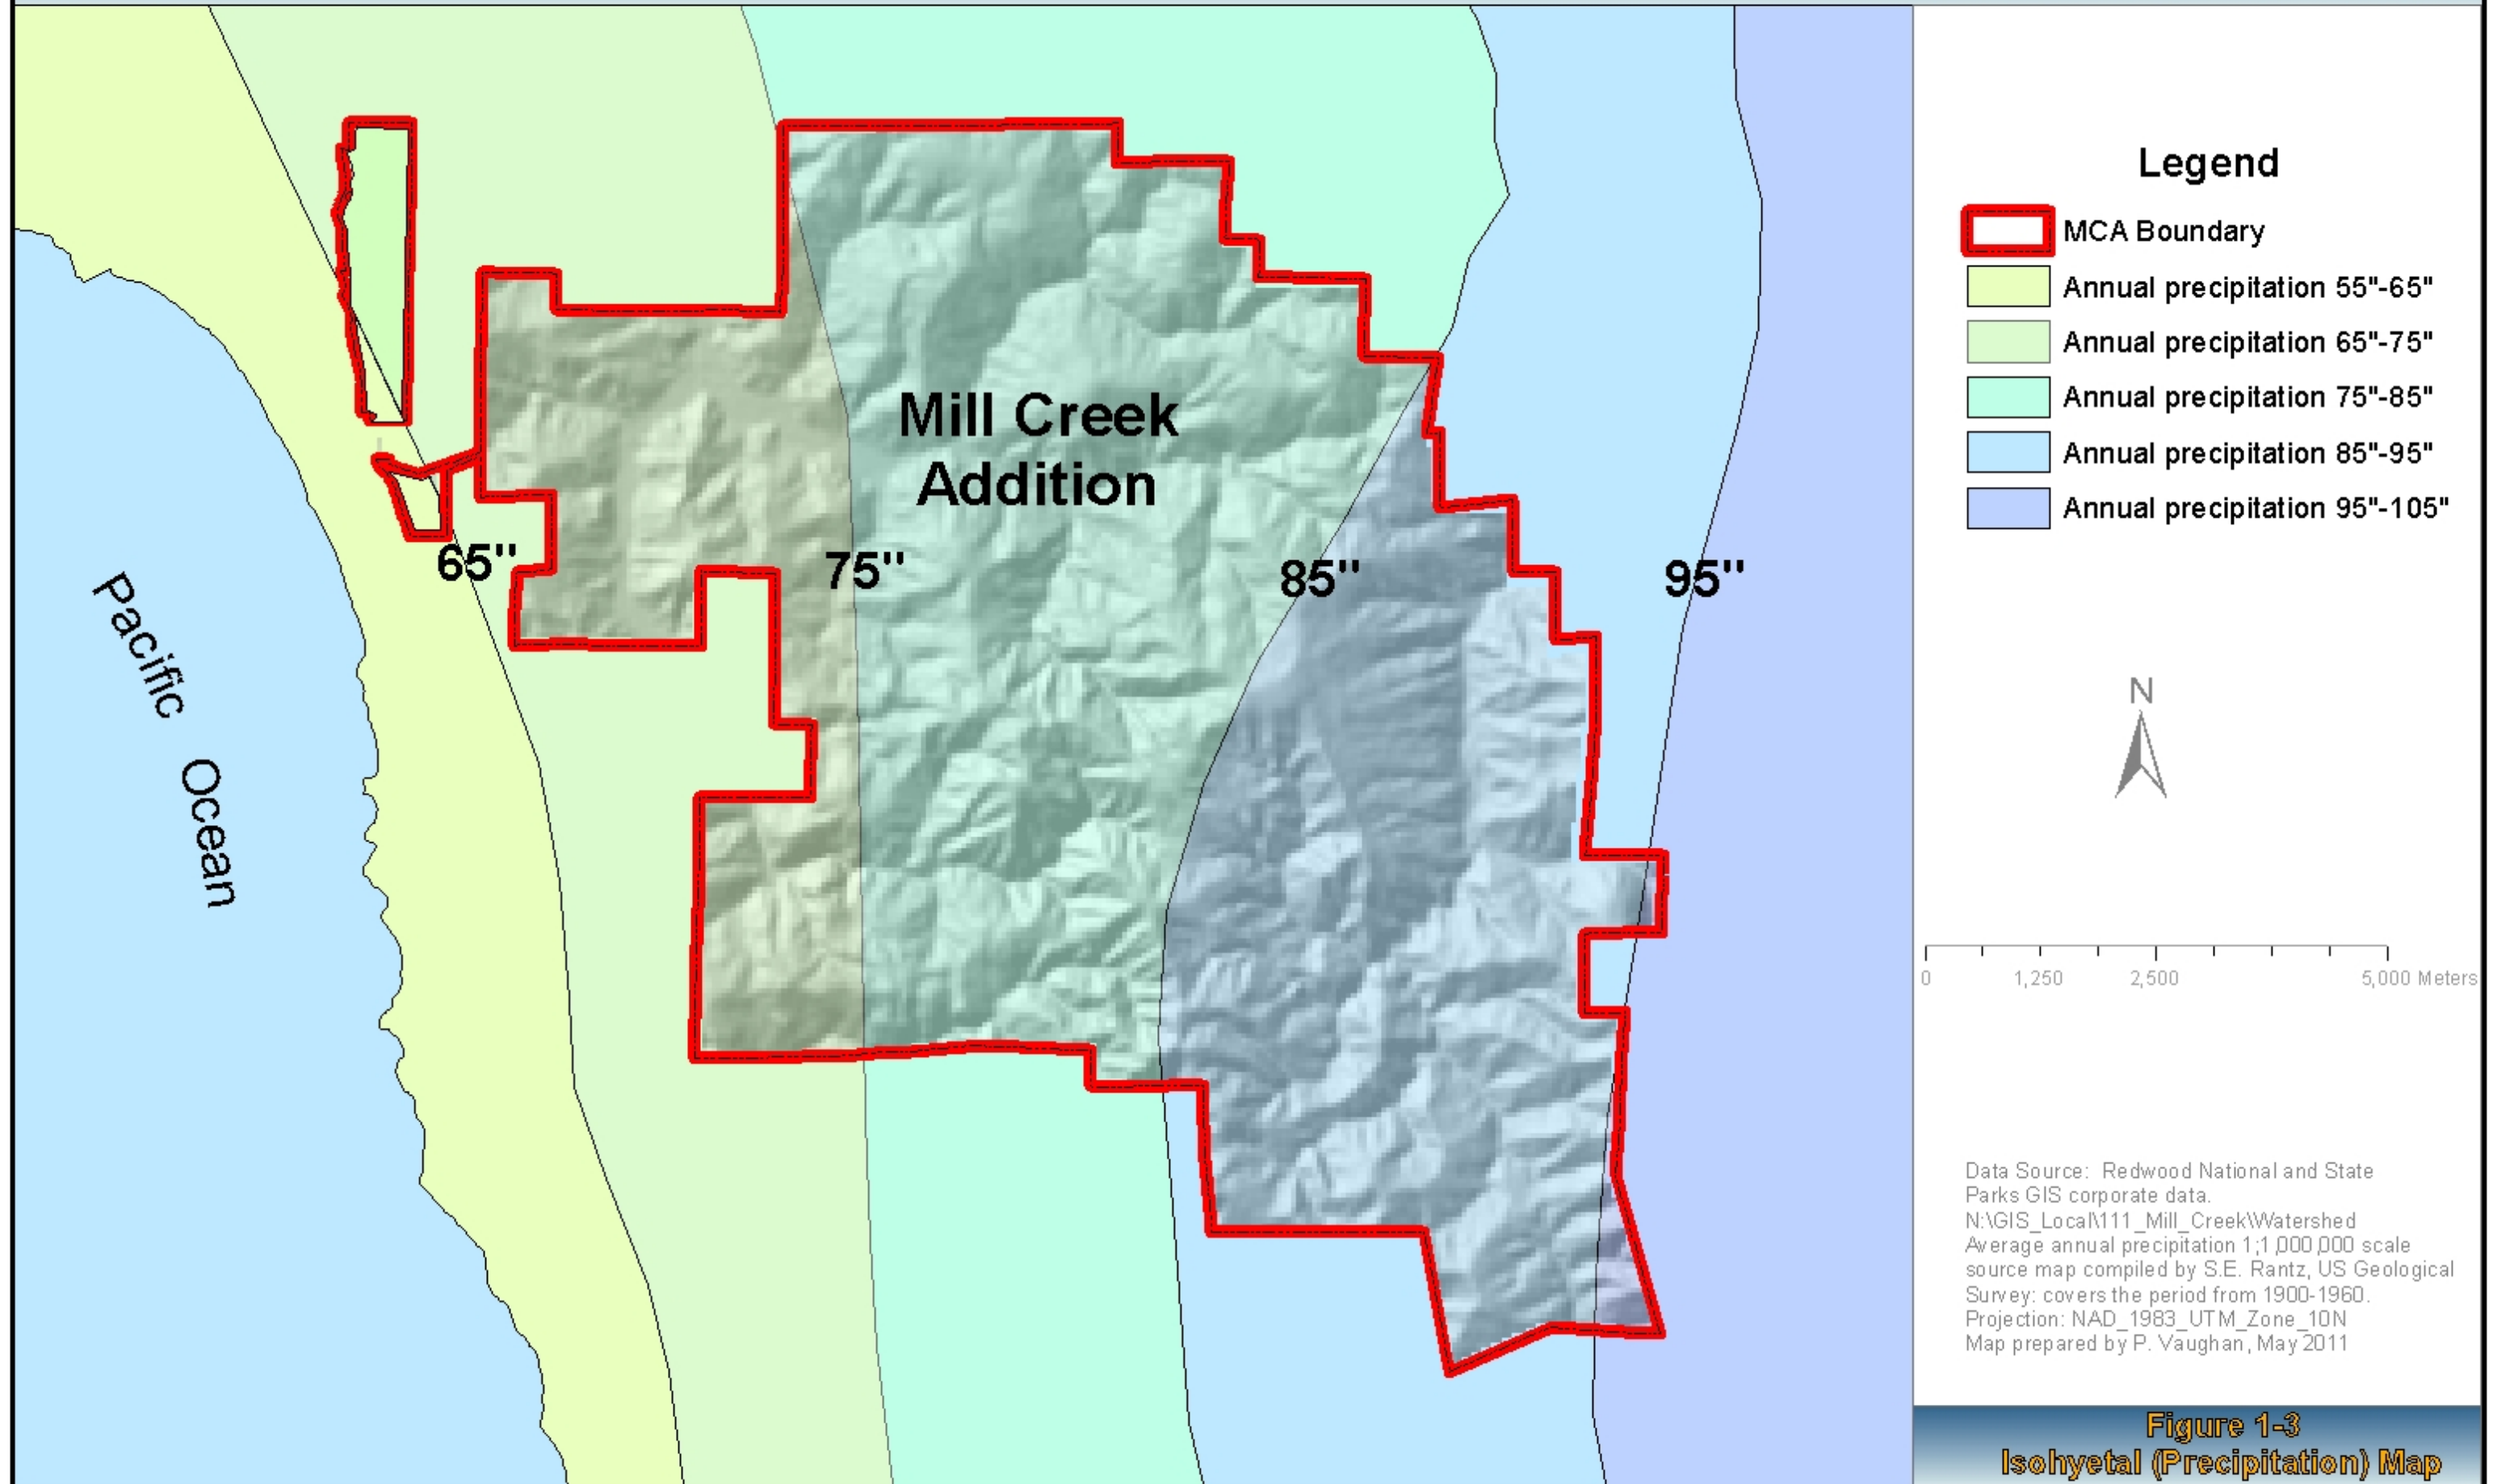 Mill Creek
Addition
65"
75"
85"
95"
Pacific Ocean
Legend
MCA Boundary
Annual precipitation 55"-65"
Annual precipitation 65"-75"
Annual precipitation 75"-85"
Annual precipitation 85"-95"
Annual precipitation 95"-105"
N
0 1,250 2,500 5,000 Meters
Data Source: Redwood National and State
Parks GIS corporate data.
N:\GIS_Local\111_Mill_Creek\Watershed
Average annual precipitation 1;1,000,000 scale
source map compiled by S.E. Rantz, US Geological
Survey: covers the period from 1900-1960.
Projection: NAD_1983_UTM_Zone_10N
Map prepared by P. Vaughan, May 2011
Figure 1-3
Isohyetal (Precipitation) Map